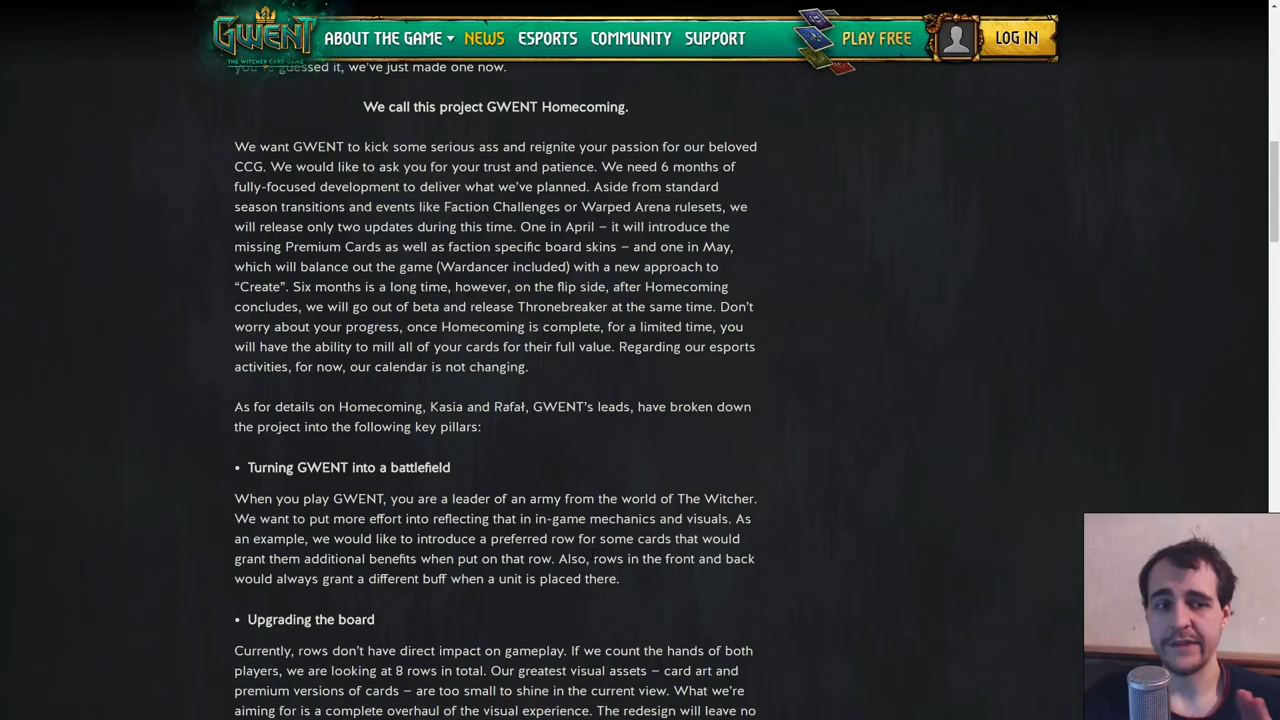 GWENT
THE WITCHER CARD GAME
ABOUT THE GAME NEWS ESPORTS COMMUNITY SUPPORT PLAY FREE LOG IN
you've guessed it, we've just made one now.
We call this project GWENT Homecoming.
We want GWENT to kick some serious ass and reignite your passion for our beloved
CCG. We would like to ask you for your trust and patience. We need 6 months of
fully-focused development to deliver what we've planned. Aside from standard
season transitions and events like Faction Challenges or Warped Arena rulesets, we
will release only two updates during this time. One in April – it will introduce the
missing Premium Cards as well as faction specific board skins – and one in May,
which will balance out the game (Wardancer included) with a new approach to
“Create”. Six months is a long time, however, on the flip side, after Homecoming
concludes, we will go out of beta and release Thronebreaker at the same time. Don't
worry about your progress, once Homecoming is complete, for a limited time, you
will have the ability to mill all of your cards for their full value. Regarding our esports
activities, for now, our calendar is not changing.
As for details on Homecoming, Kasia and Rafał, GWENT's leads, have broken down
the project into the following key pillars:
• Turning GWENT into a battlefield
When you play GWENT, you are a leader of an army from the world of The Witcher.
We want to put more effort into reflecting that in in-game mechanics and visuals. As
an example, we would like to introduce a preferred row for some cards that would
grant them additional benefits when put on that row. Also, rows in the front and back
would always grant a different buff when a unit is placed there.
• Upgrading the board
Currently, rows don't have direct impact on gameplay. If we count the hands of both
players, we are looking at 8 rows in total. Our greatest visual assets – card art and
premium versions of cards – are too small to shine in the current view. What we're
aiming for is a complete overhaul of the visual experience. The redesign will leave no